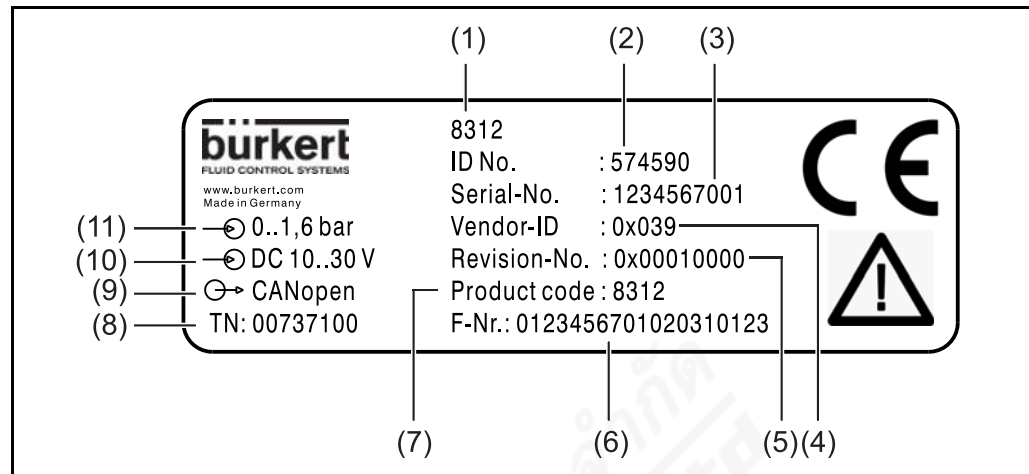 (1) (2) (3)
burkert
FLUID CONTROL SYSTEMS
www.burkert.com
Made in Germany
(11) 0..1,6 bar
(10) DC 10..30 V
(9) CANopen
(8) TN: 00737100
8312
ID No. : 574590
Serial-No. : 1234567001
Vendor-ID : 0x039
Revision-No. : 0x00010000
Product code : 8312
F-Nr.: 0123456701020310123
CE
(7) (6) (5) (4)